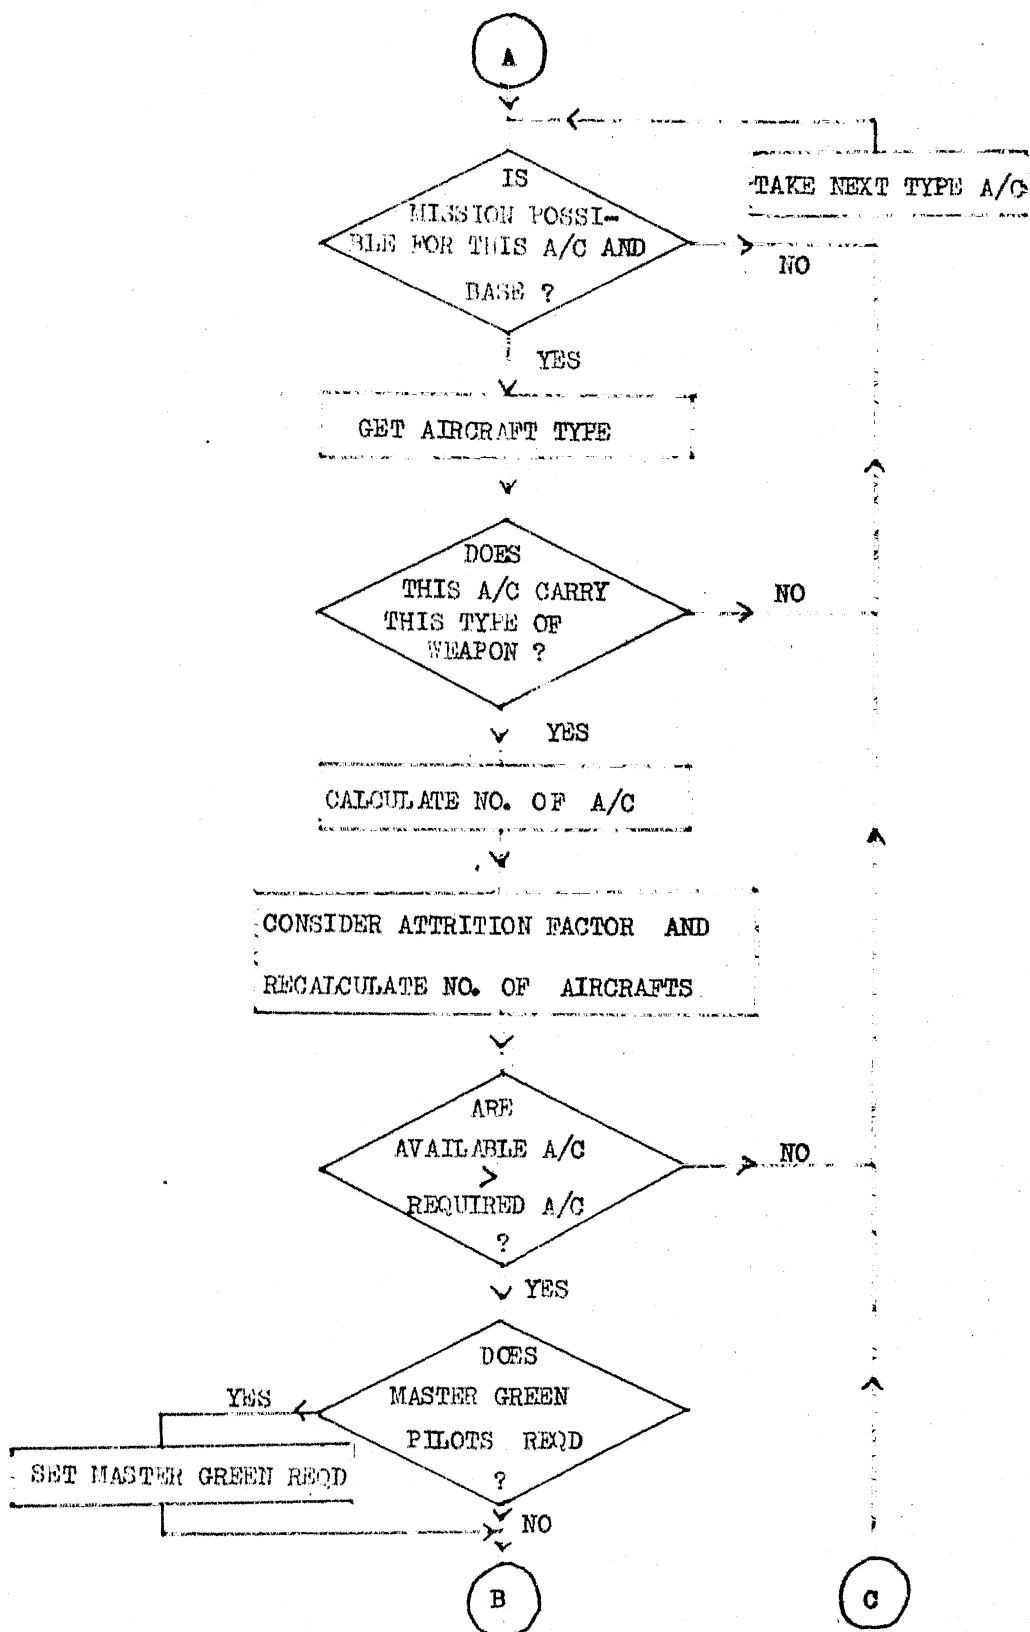 A
TAKE NEXT TYPE A/C
IS
MISSION POSSI-
BLE FOR THIS A/C AND
BASE ?
NO
YES
GET AIRCRAFT TYPE
DOES
THIS A/C CARRY
THIS TYPE OF
WEAPON ?
NO
YES
CALCULATE NO. OF A/C
CONSIDER ATTRITION FACTOR AND
RECALCULATE NO. OF AIRCRAFTS
ARE
AVAILABLE A/C
>
REQUIRED A/C
?
NO
YES
DOES
MASTER GREEN
PILOTS REQD
?
YES
SET MASTER GREEN REQD
NO
B
C